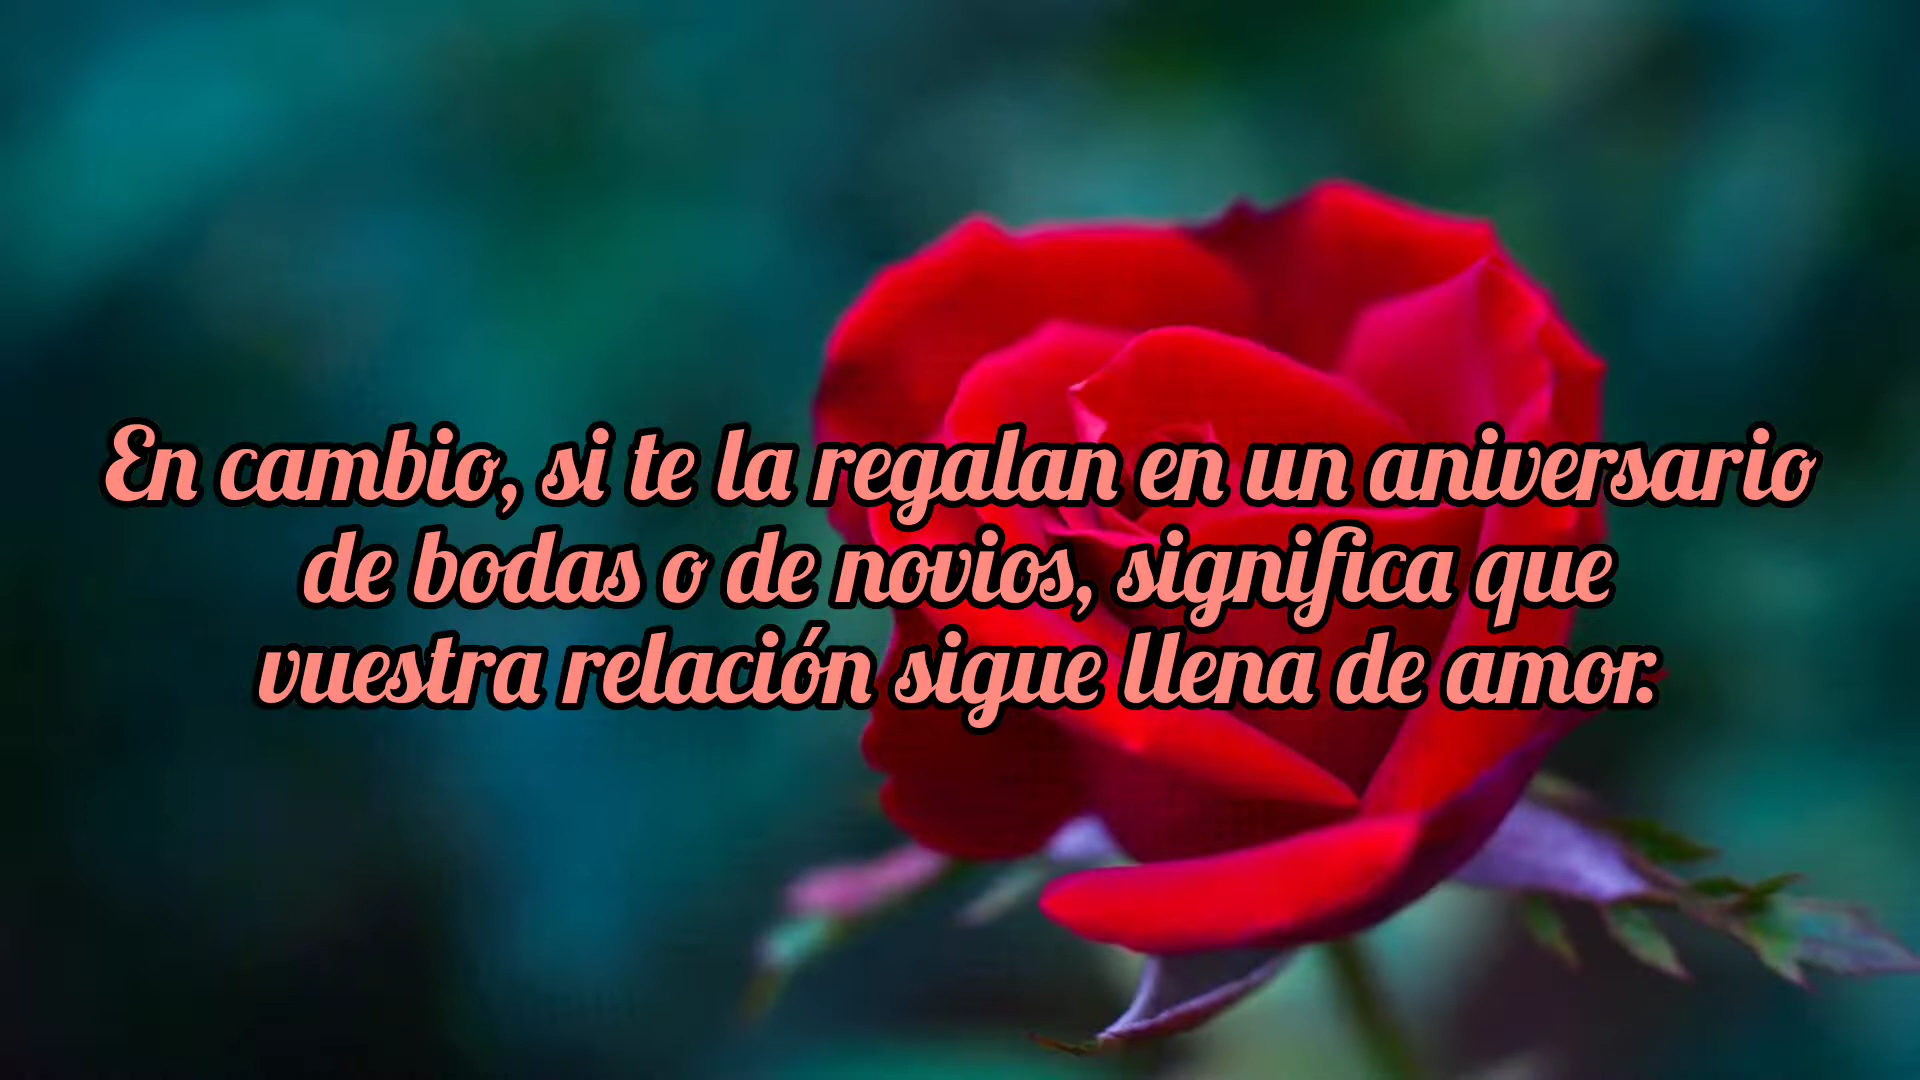 En cambio, si te la regalan en un aniversario
de bodas o de novios, significa que
vuestra relación sigue llena de amor.